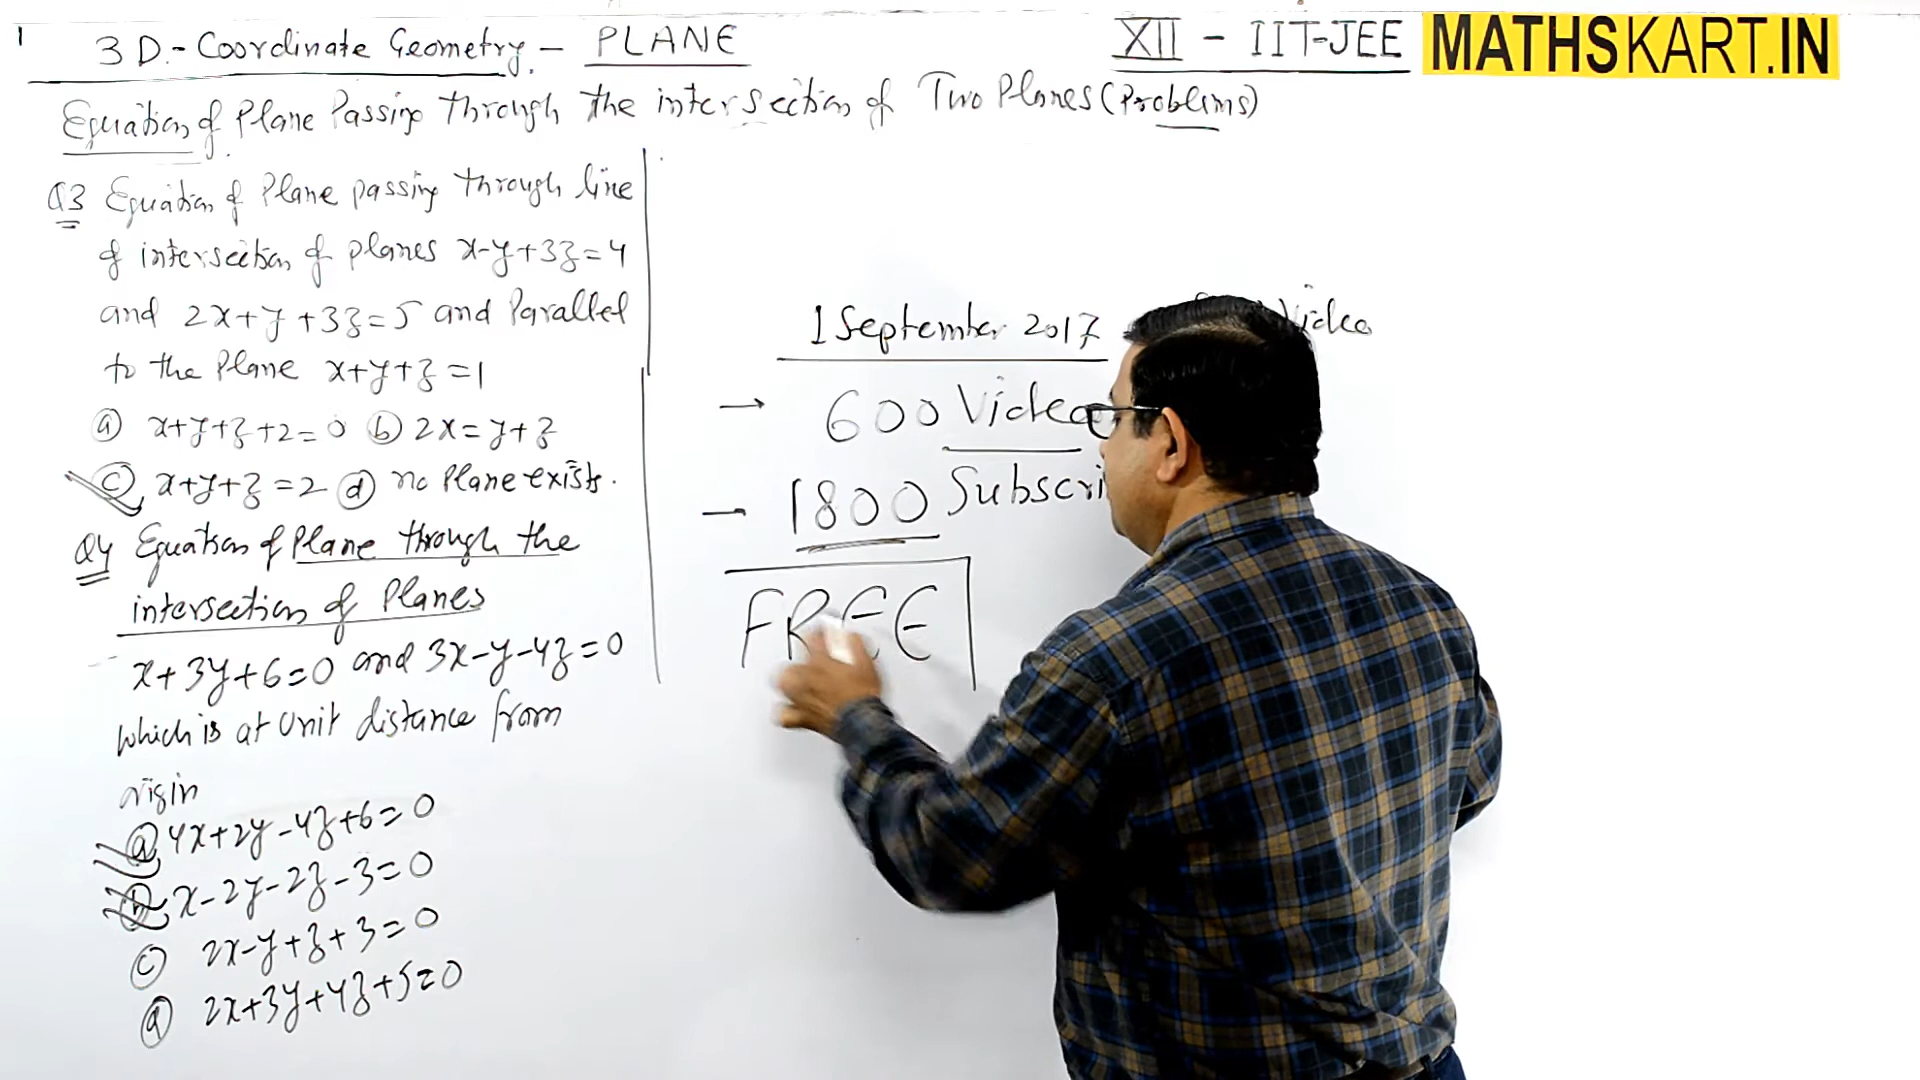 1
3D.-Coordinate Geometry.- PLANE
XII - IIT-JEE
MATHSKART.IN
Equation of Plane Passing through the intersection of Two Planes (Problems)
Q3 Equation of Plane passing through line
of intersection of planes x-y+3z=4
and 2x+y+3z=5 and Parallel
to the Plane x+y+z=1
(a) x+y+z+2=0 (b) 2x=y+z
(c) x+y+z=2 (d) no Plane exists.
Q4 Equation of Plane through the
intersection of Planes
x+3y+6=0 and 3x-y-4z=0
which is at unit distance from
origin
(a) 4x+2y-4z+6=0
(b) x-2y-2z-3=0
(c) 2x-y+z+3=0
(d) 2x+3y+4z+5=0
1 September 2017
Video
→ 600 Video
- 1800 Subscri
FREE